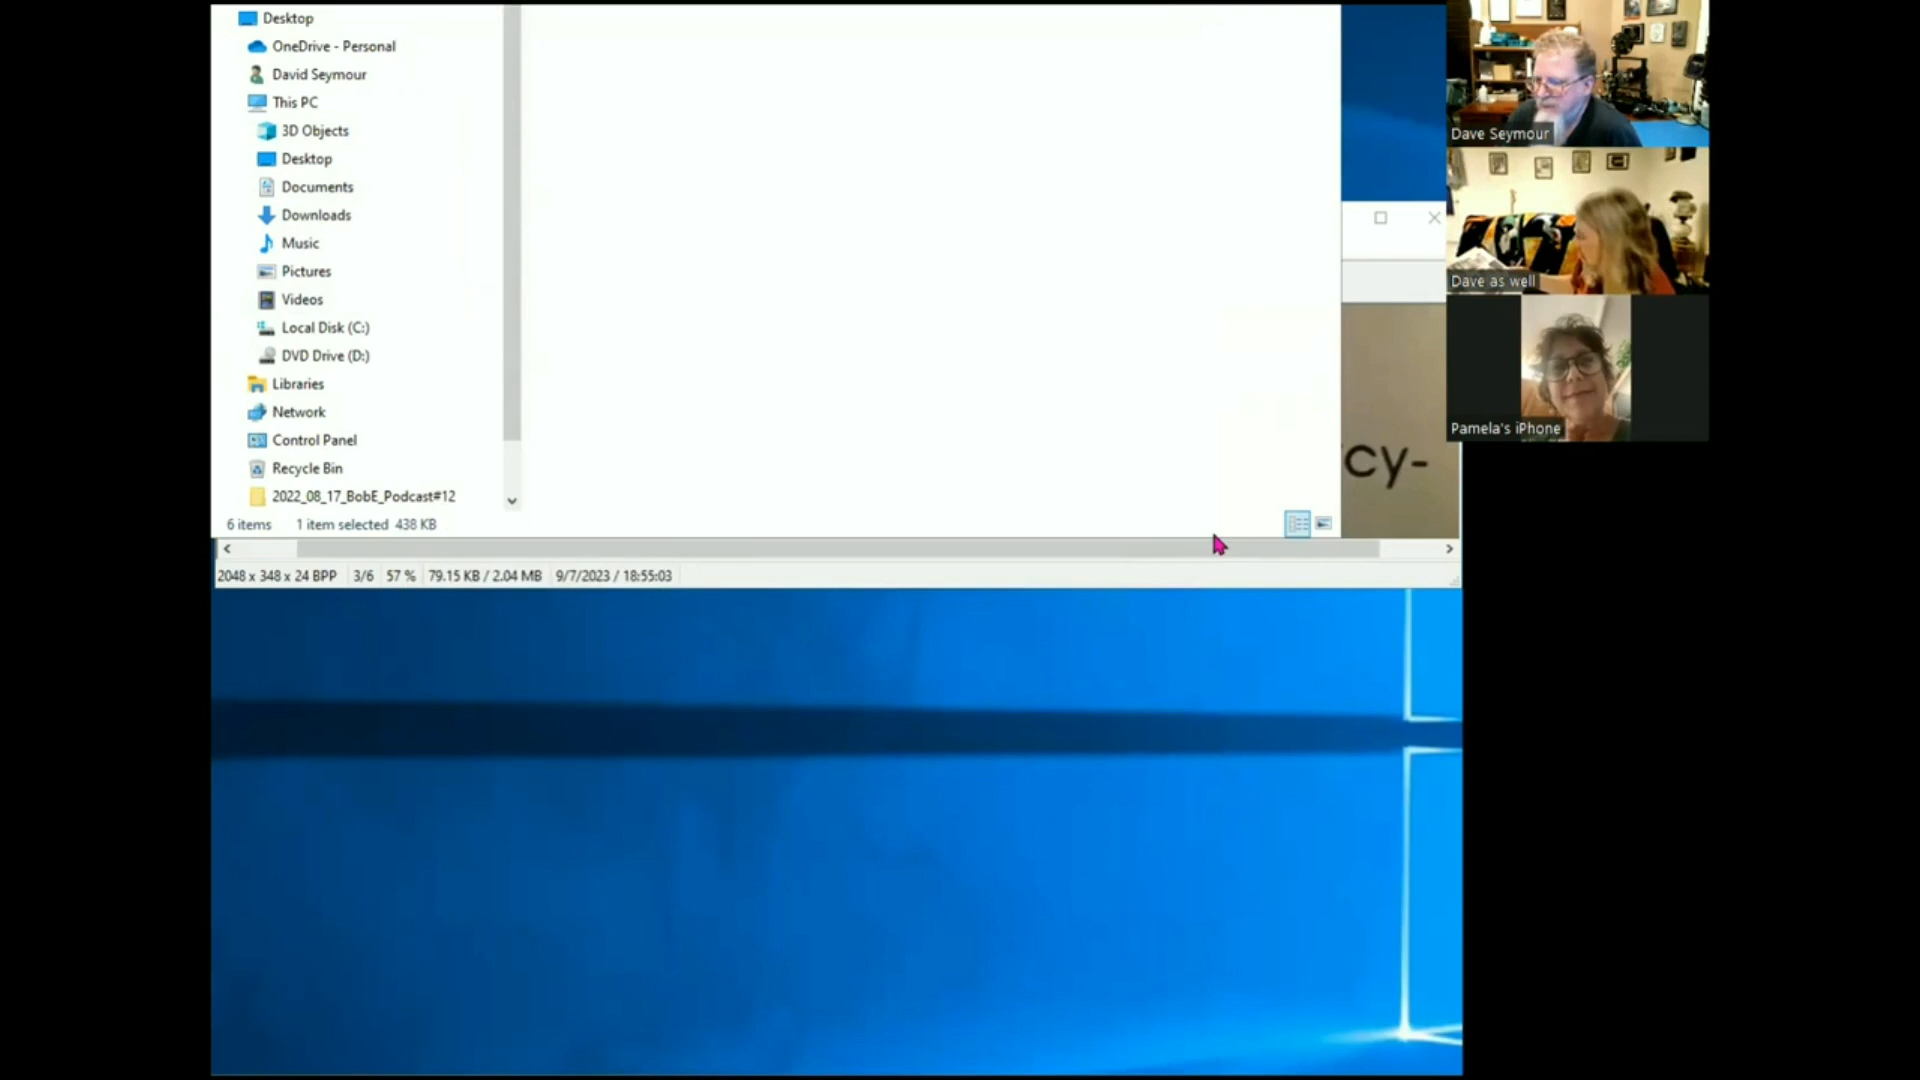 Desktop
OneDrive - Personal
David Seymour
This PC
3D Objects
Desktop
Documents
Downloads
Music
Pictures
Videos
Local Disk (C:)
DVD Drive (D:)
Libraries
Network
Control Panel
Recycle Bin
2022_08_17_BobE_Podcast#12
6 items 1 item selected 438 KB
2048 x 348 x 24 BPP 3/6 57 % 79.15 KB / 2.04 MB 9/7/2023 / 18:55:03
cy-
Dave Seymour
Dave as well
Pamela's iPhone